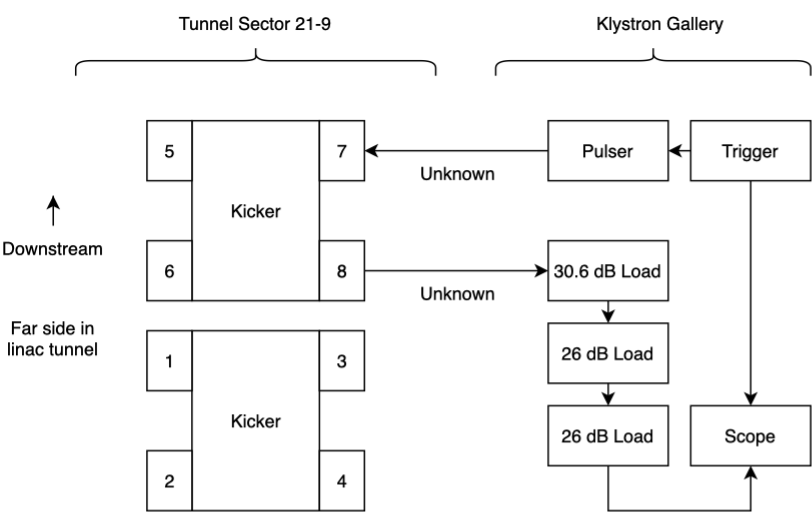 Tunnel Sector 21-9
Klystron Gallery
5
7
Pulser
Trigger
Unknown
Kicker
Downstream
6
8
30.6 dB Load
Unknown
Far side in
linac tunnel
1
3
26 dB Load
Kicker
26 dB Load
Scope
2
4